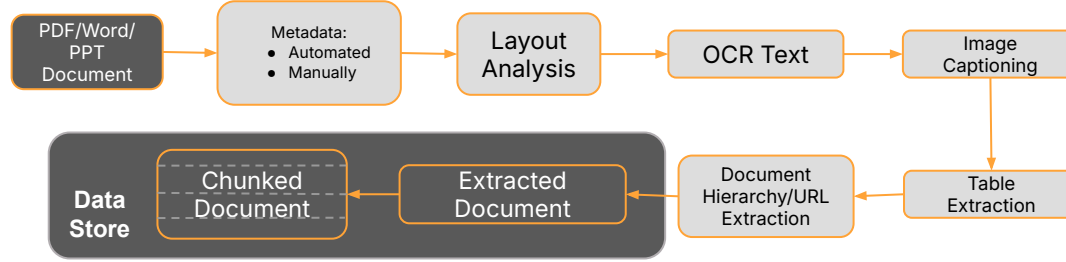 PDF/Word/
PPT
Document
Metadata:
● Automated
● Manually
Layout
Analysis
OCR Text
Image
Captioning
Table
Extraction
Document
Hierarchy/URL
Extraction
Extracted
Document
Chunked
Document
Data
Store